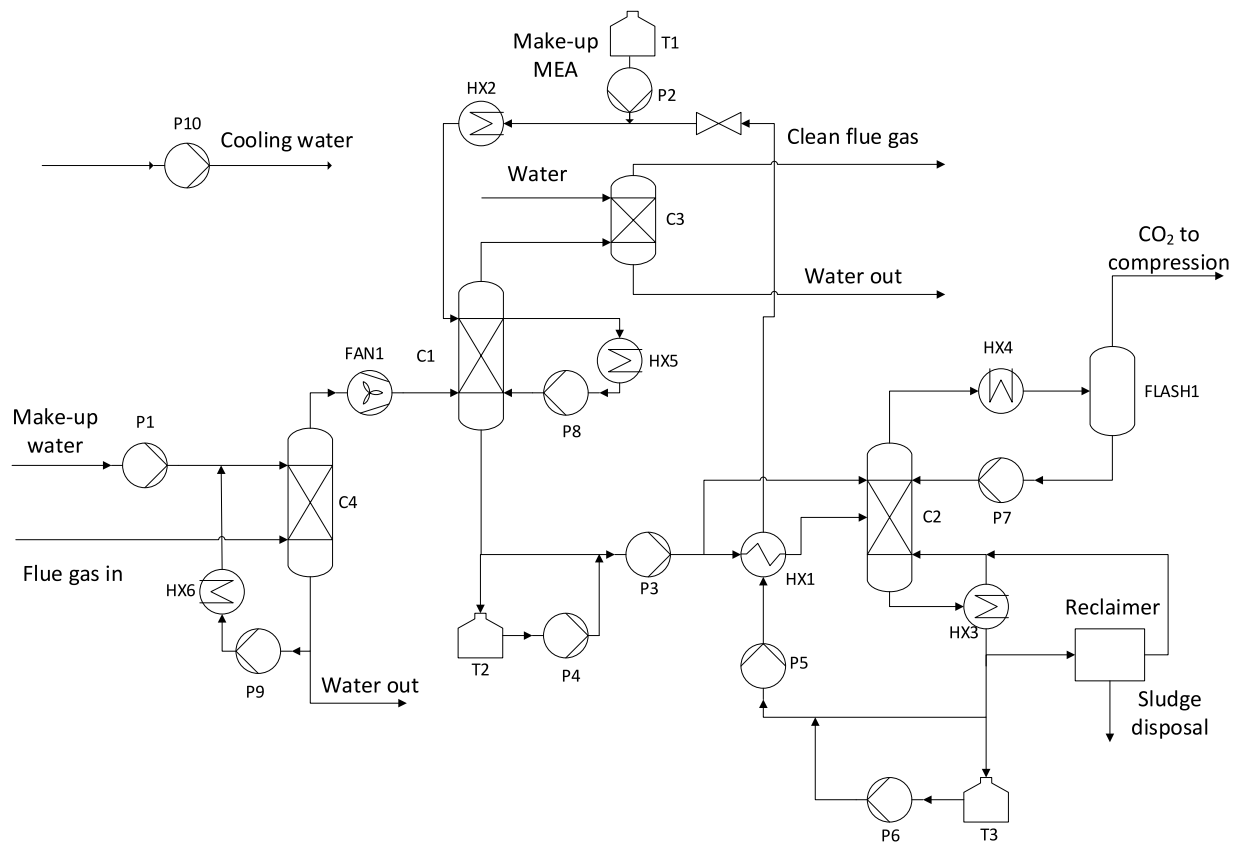 Make-up
MEA
T1
P2
HX2
P10
Cooling water
Clean flue gas
Water
C3
CO₂ to
compression
Water out
FAN1
C1
HX5
HX4
FLASH1
P8
Make-up
water
P1
C4
C2
P7
Flue gas in
HX6
P3
HX1
Reclaimer
HX3
P9
Water out
T2
P4
P5
Sludge
disposal
P6
T3